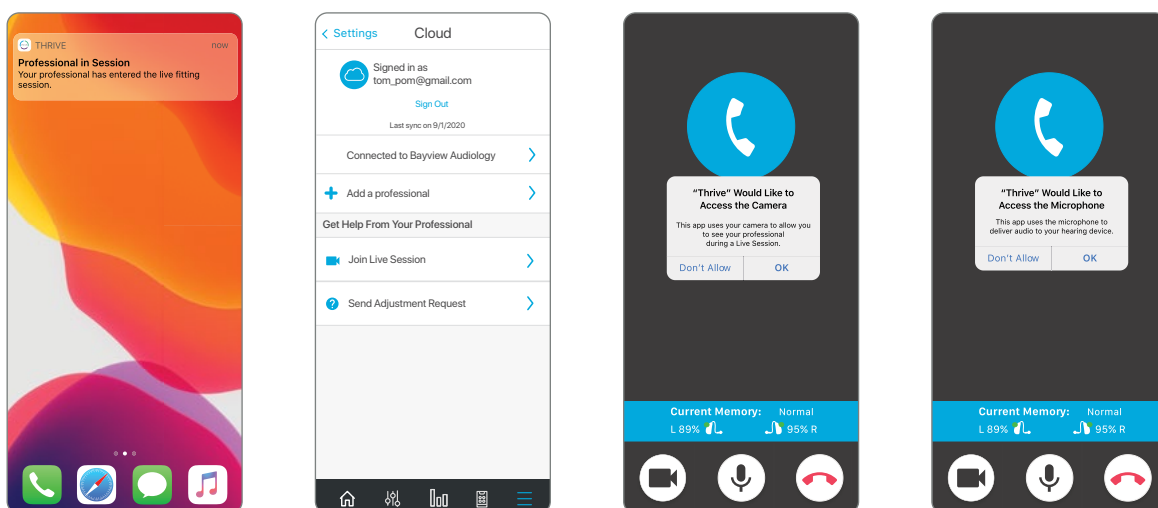 THRIVE
now
Professional in Session
Your professional has entered the live fitting
session.
Settings
Cloud
Signed in as
tom_pom@gmail.com
Sign Out
Last sync on 9/1/2020
Connected to Bayview Audiology
Add a professional
Get Help From Your Professional
Join Live Session
Send Adjustment Request
“Thrive” Would Like to
Access the Camera
This app uses your camera to allow you
to see your professional
during a Live Session.
Don’t Allow
OK
Current Memory: Normal
L 89%
95% R
“Thrive” Would Like to
Access the Microphone
This app uses the microphone to
deliver audio to your hearing device.
Don’t Allow
OK
Current Memory: Normal
L 89%
95% R